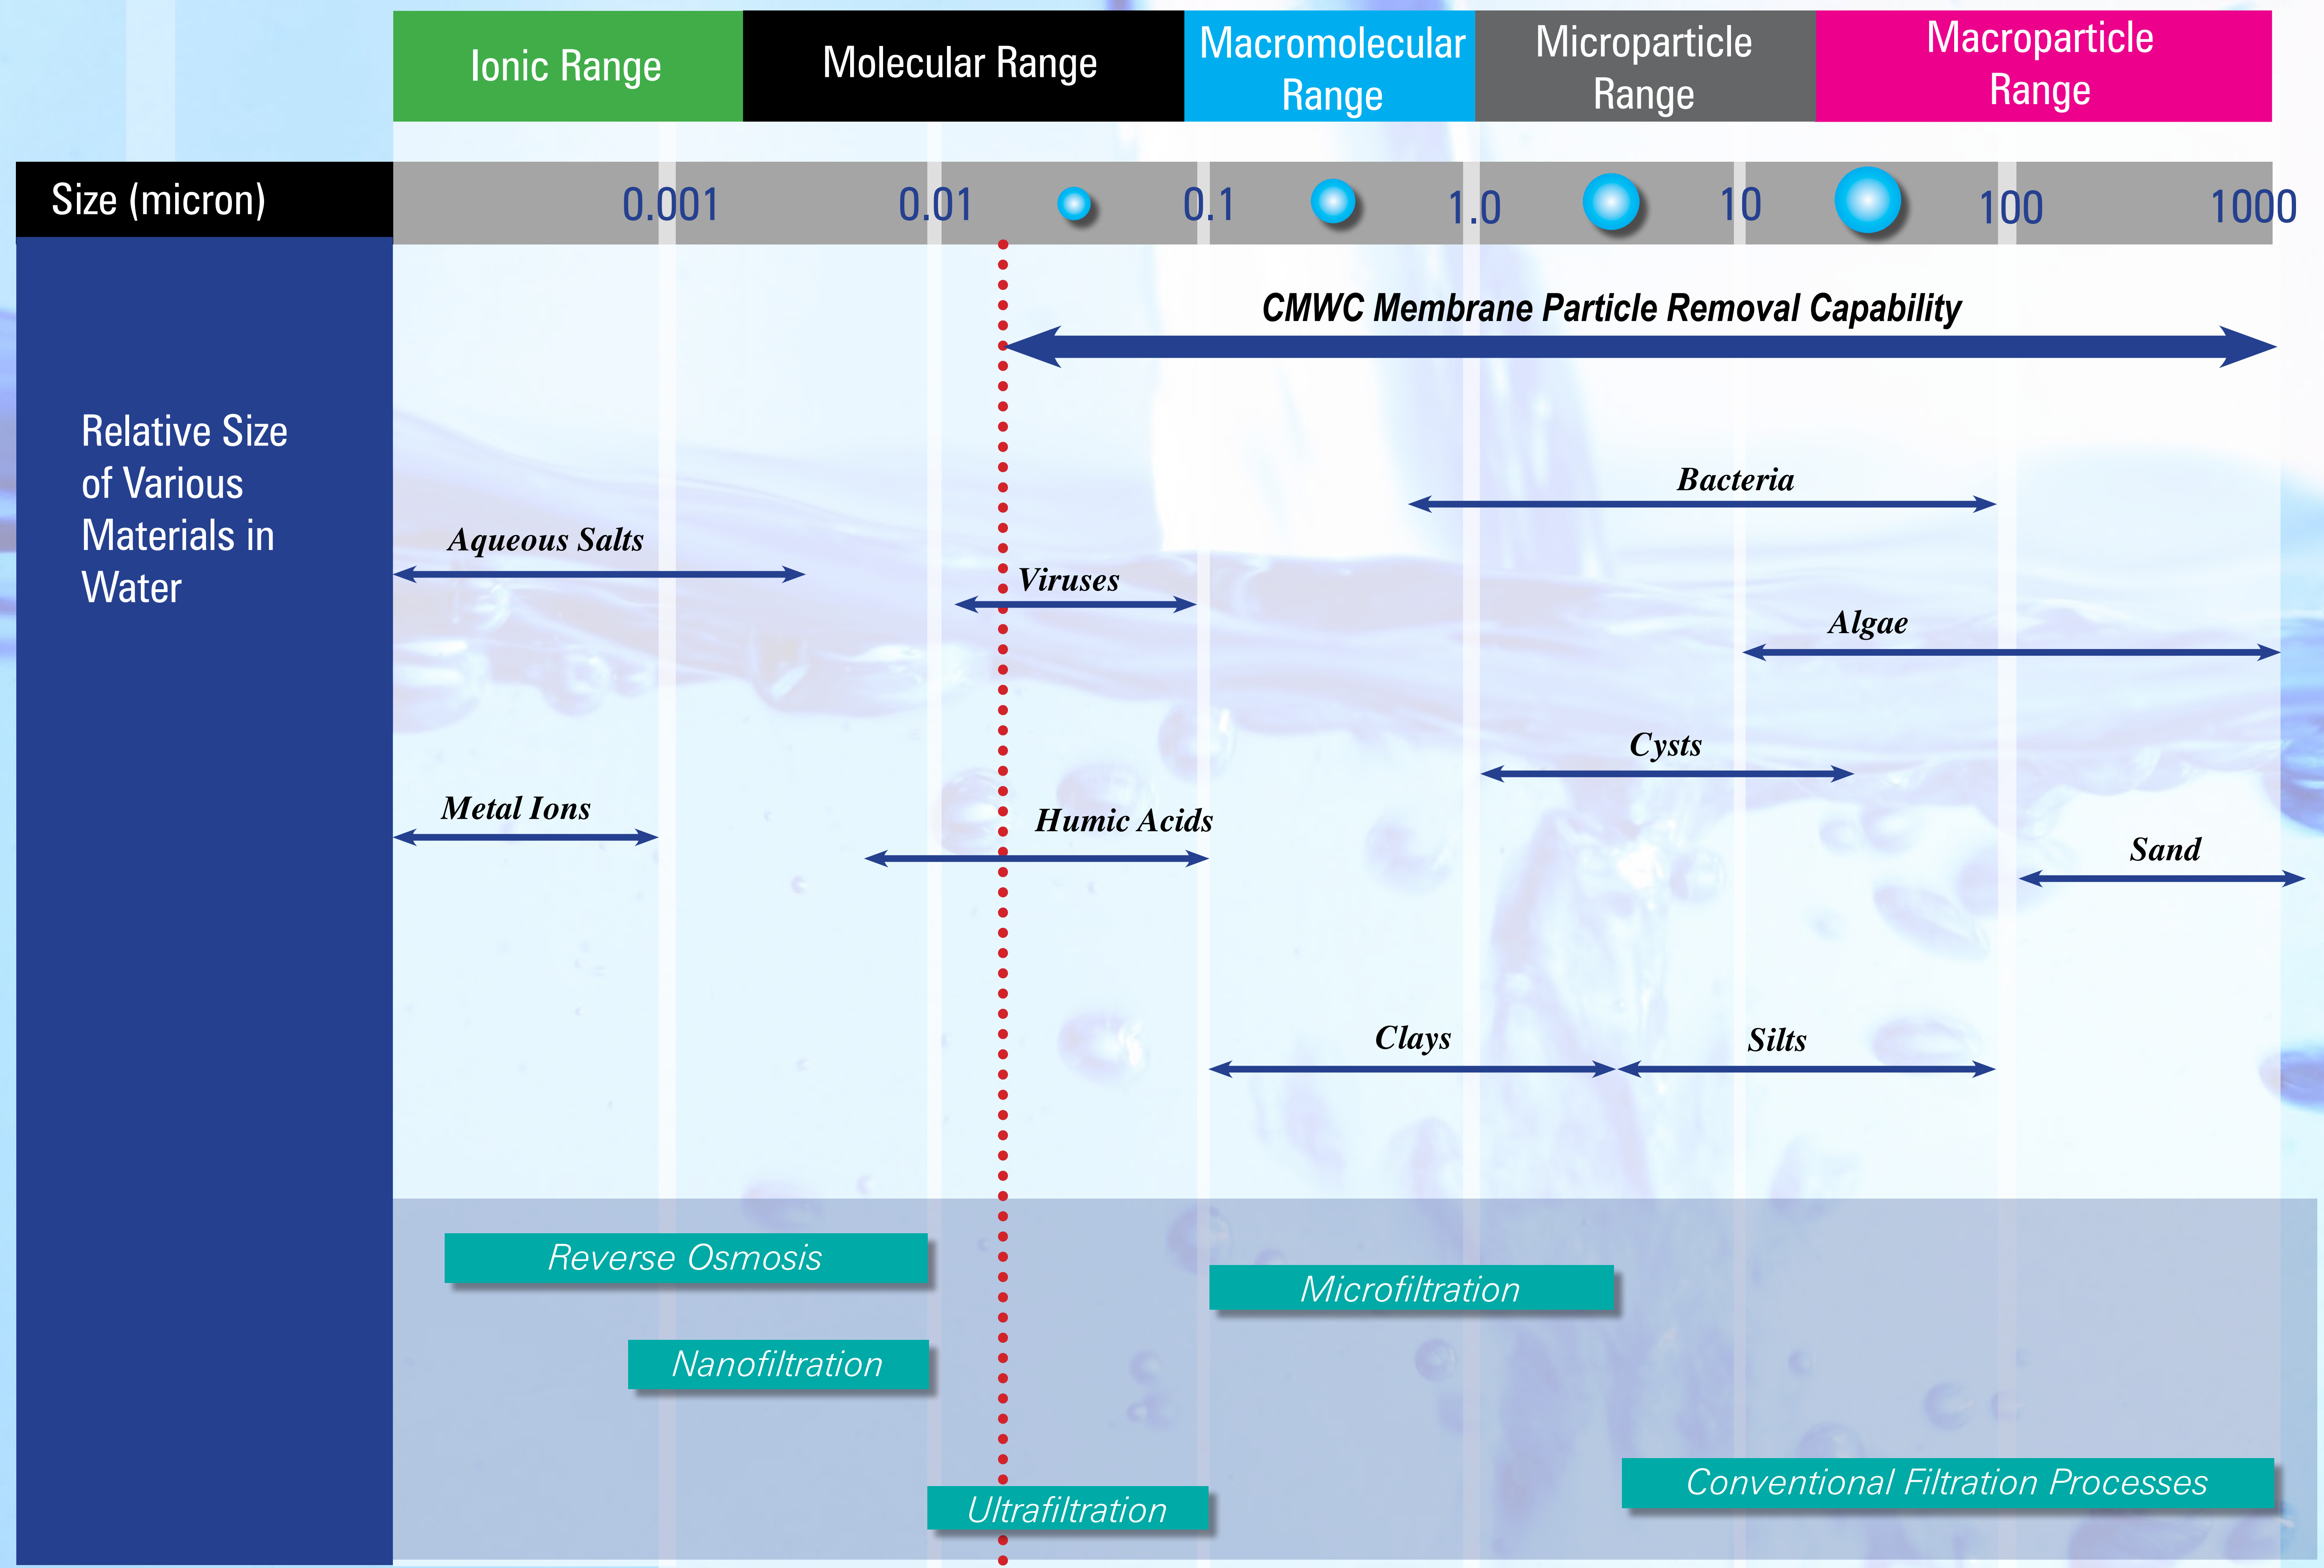 Ionic Range
Molecular Range
Macromolecular
Range
Microparticle
Range
Macroparticle
Range
Size (micron)
0.001
0.01
0.1
1.0
10
100
1000
CMWC Membrane Particle Removal Capability
Relative Size
of Various
Materials in
Water
Bacteria
Aqueous Salts
Viruses
Algae
Cysts
Metal Ions
Humic Acids
Sand
Clays
Silts
Reverse Osmosis
Microfiltration
Nanofiltration
Conventional Filtration Processes
Ultrafiltration